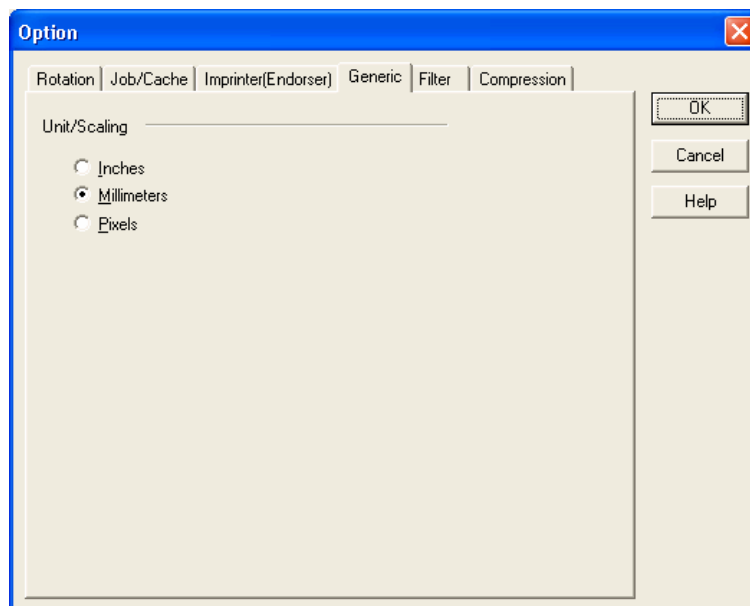 Option
Rotation Job/Cache Imprinter(Endorser) Generic Filter Compression
OK
Unit/Scaling
Cancel
Inches
Millimeters
Help
Pixels